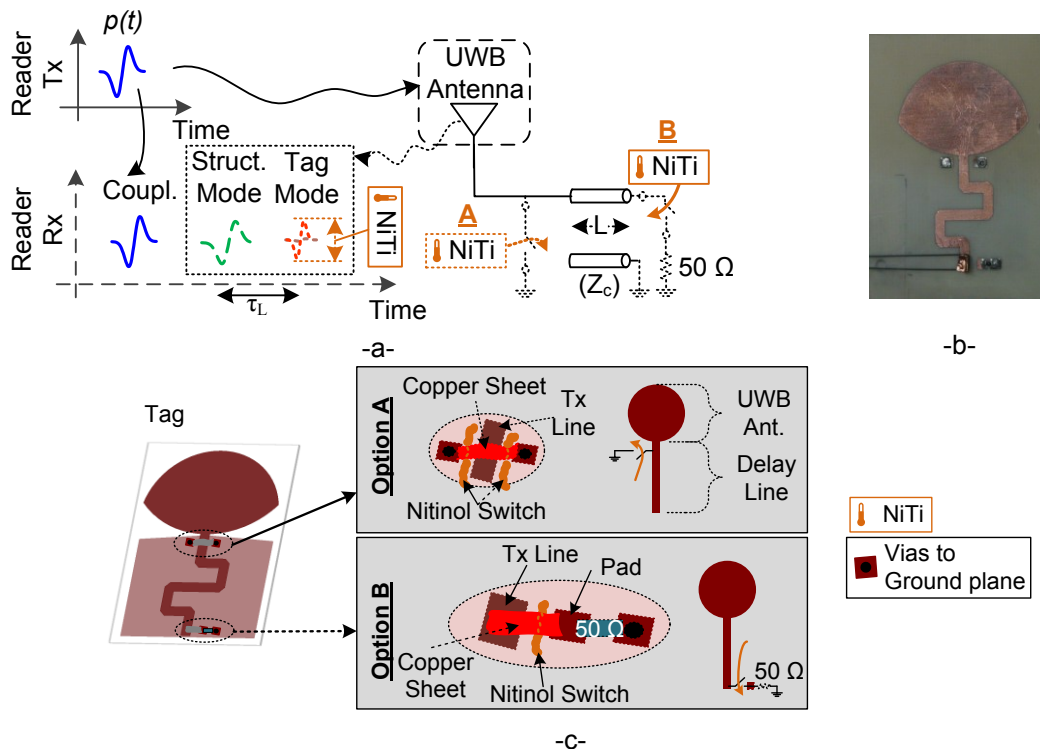 p(t)
Reader
Tx
Time
UWB
Antenna
Struct.
Mode
Tag
Mode
Coupl.
NiTi
Reader
Rx
τL
Time
A
NiTi
B
NiTi
L
(Zc)
50 Ω
-a-
-b-
Tag
Option A
Copper Sheet
Tx
Line
Nitinol Switch
UWB
Ant.
Delay
Line
Option B
Tx Line
Pad
50 Ω
Copper
Sheet
Nitinol Switch
50 Ω
NiTi
Vias to
Ground plane
-c-